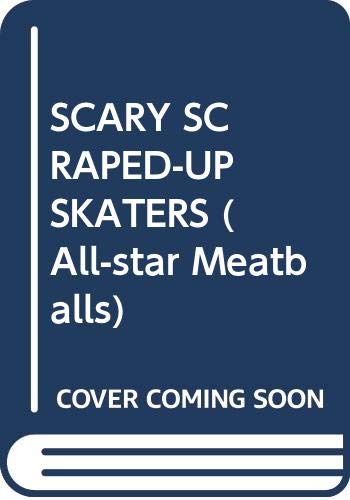 SCARY SC
RAPED-UP
SKATERS (
All-star Meatb
alls)
COVER COMING SOON